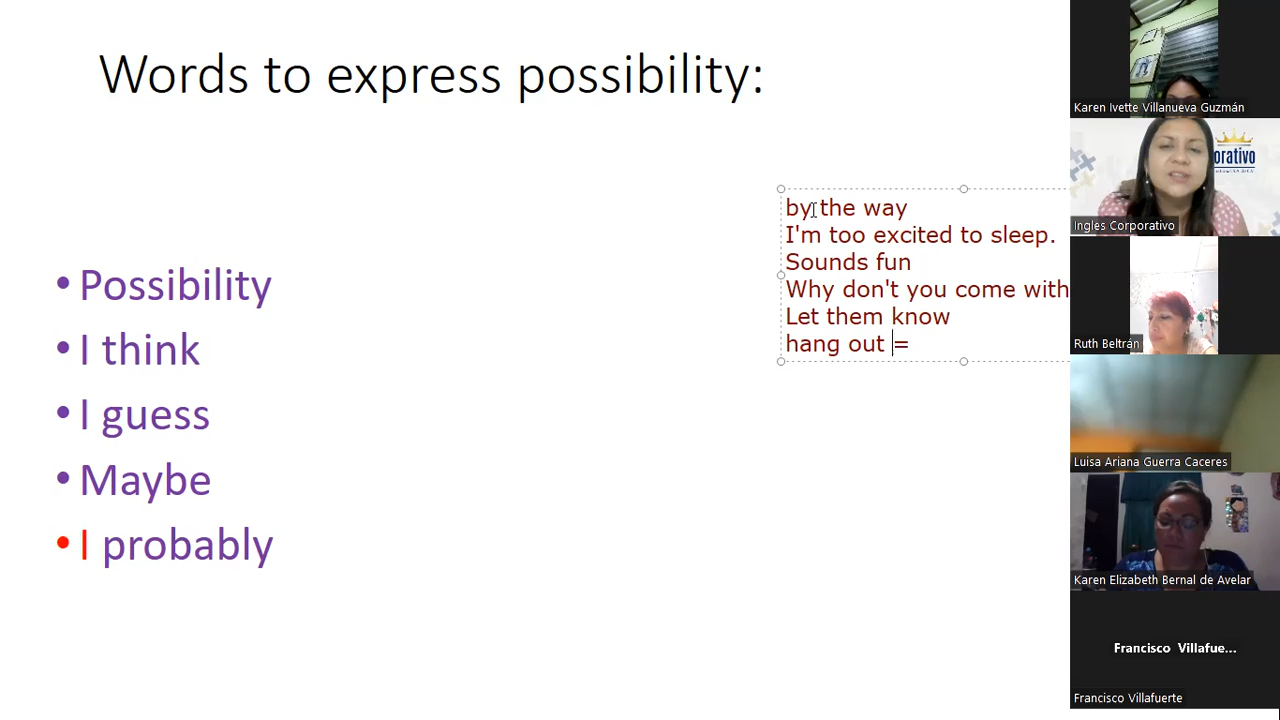 Words to express possibility:
by the way
I'm too excited to sleep.
Sounds fun
Why don't you come with
Let them know
hang out =
• Possibility
• I think
• I guess
• Maybe
• I probably
Karen Ivette Villanueva Guzmán
orativo
Ingles Corporativo
Ruth Beltrán
Luisa Ariana Guerra Caceres
Karen Elizabeth Bernal de Avelar
Francisco Villafue...
Francisco Villafuerte